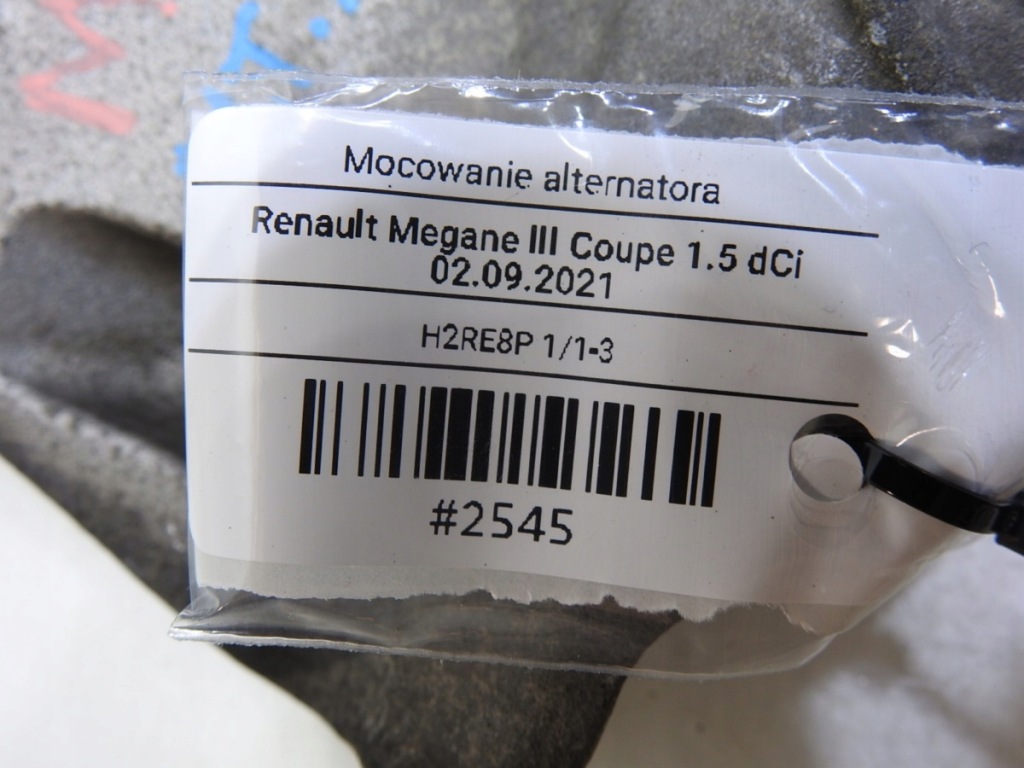 Mocowanie alternatora
Renault Megane III Coupe 1.5 dCi
02.09.2021
H2RE8P 1/1-3
#2545